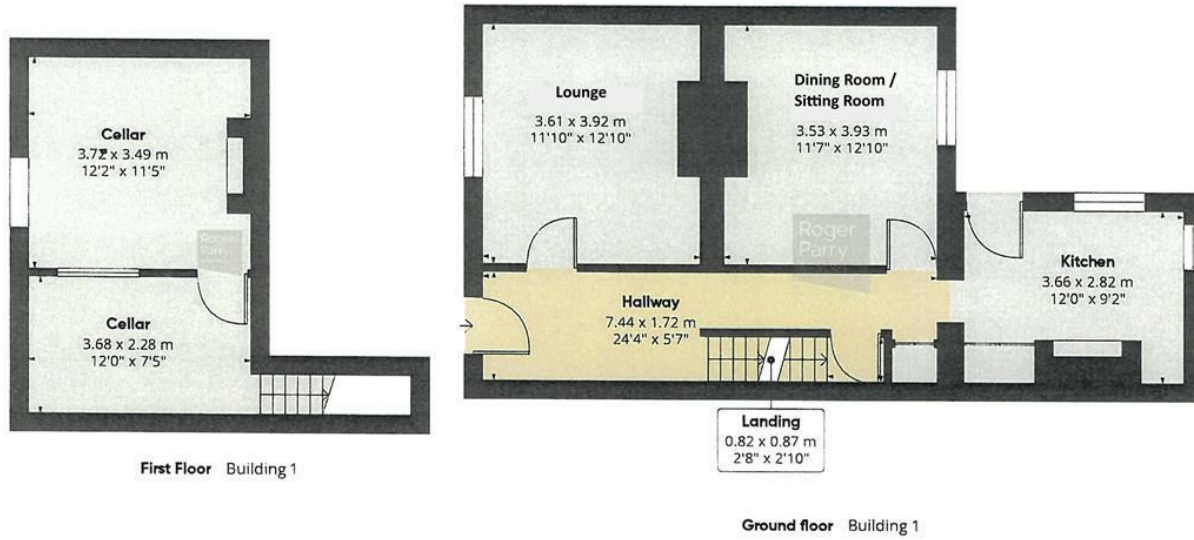 Cellar
3.72 x 3.49 m
12'2" x 11'5"
Roger
Parry
Cellar
3.68 x 2.28 m
12'0" x 7'5"
First Floor Building 1
Lounge
3.61 x 3.92 m
11'10" x 12'10"
Dining Room /
Sitting Room
3.53 x 3.93 m
11'7" x 12'10"
Roger
Parry
Kitchen
3.66 x 2.82 m
12'0" x 9'2"
Hallway
7.44 x 1.72 m
24'4" x 5'7"
Landing
0.82 x 0.87 m
2'8" x 2'10"
Ground floor Building 1